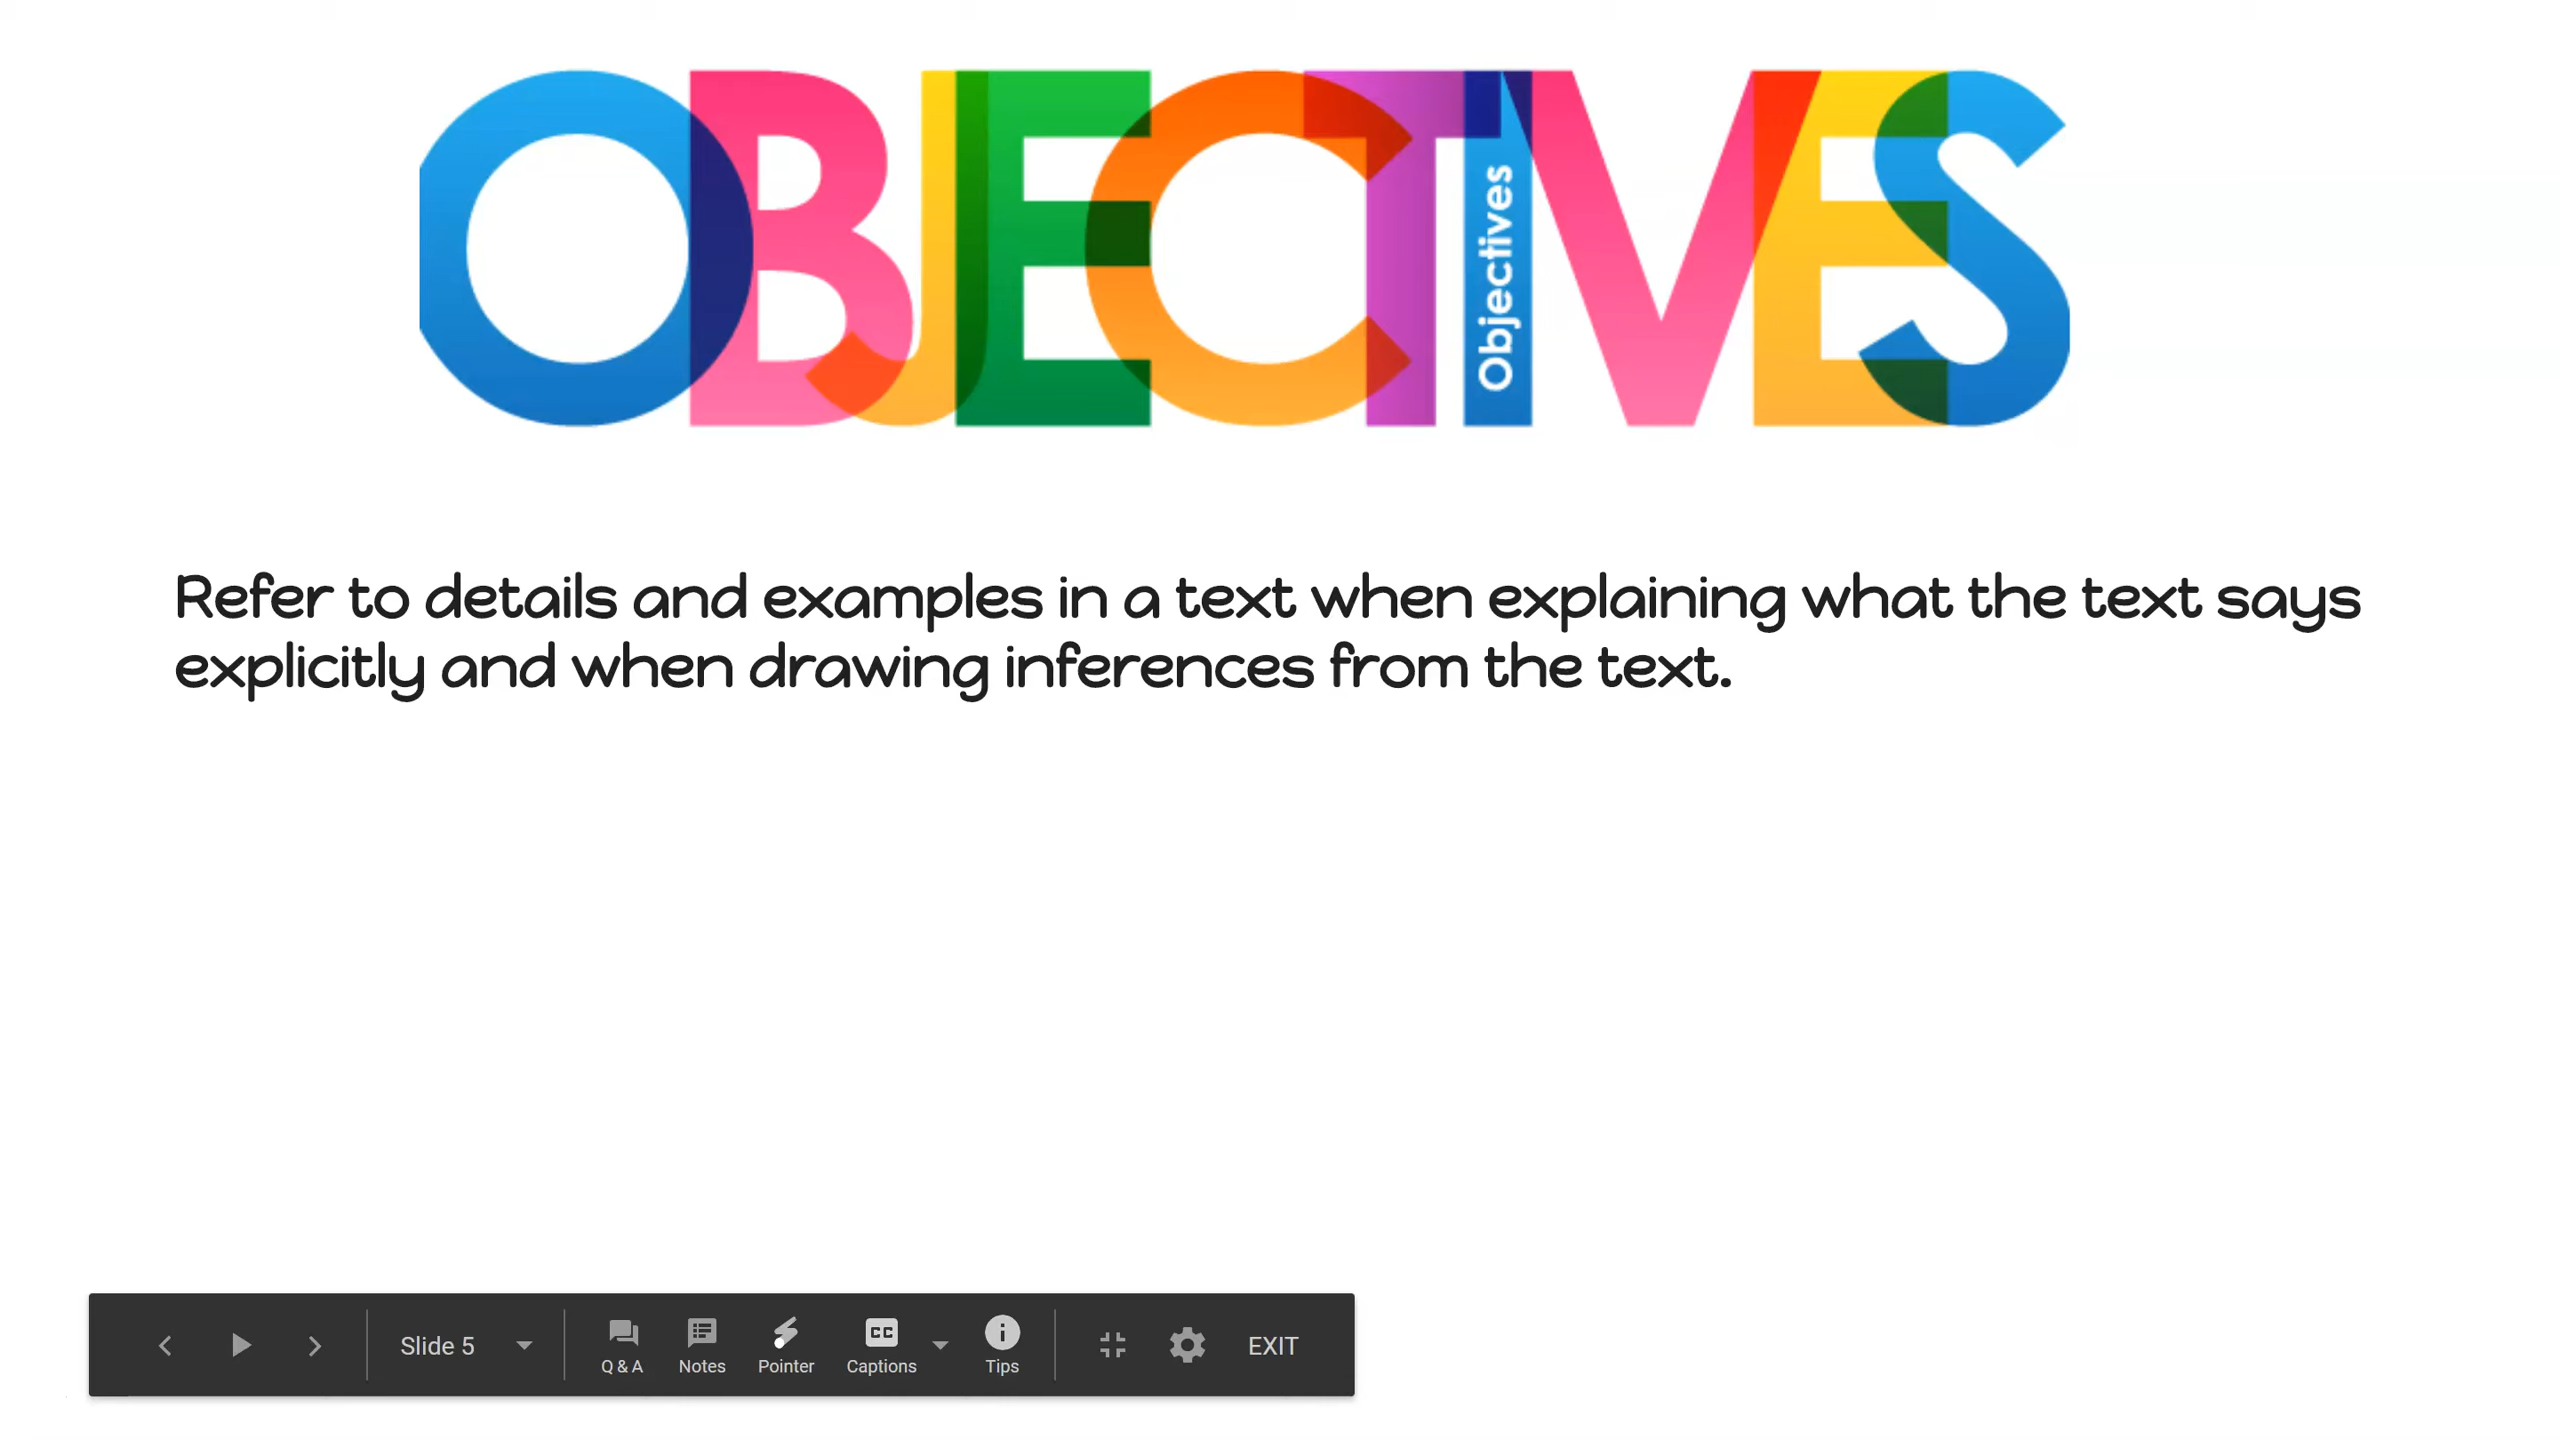 OBJECTIVES
Objectives
Refer to details and examples in a text when explaining what the text says
explicitly and when drawing inferences from the text.
Slide 5
Q & A
Notes
Pointer
CC
Captions
Tips
EXIT